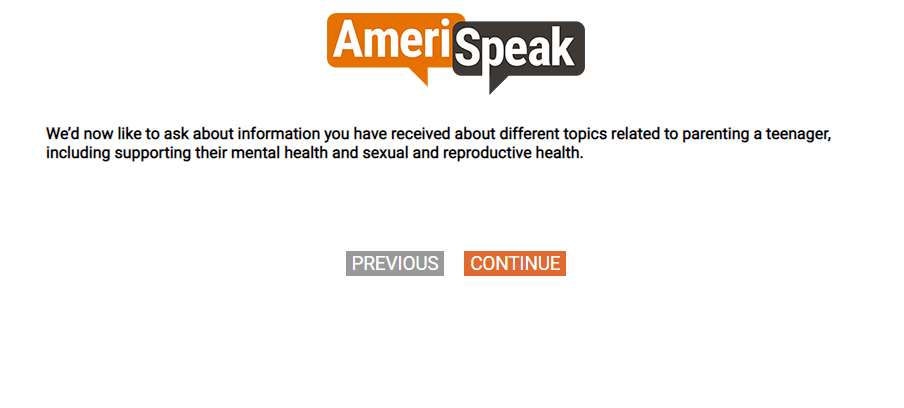 AmeriSpeak
We’d now like to ask about information you have received about different topics related to parenting a teenager,
including supporting their mental health and sexual and reproductive health.
PREVIOUS CONTINUE